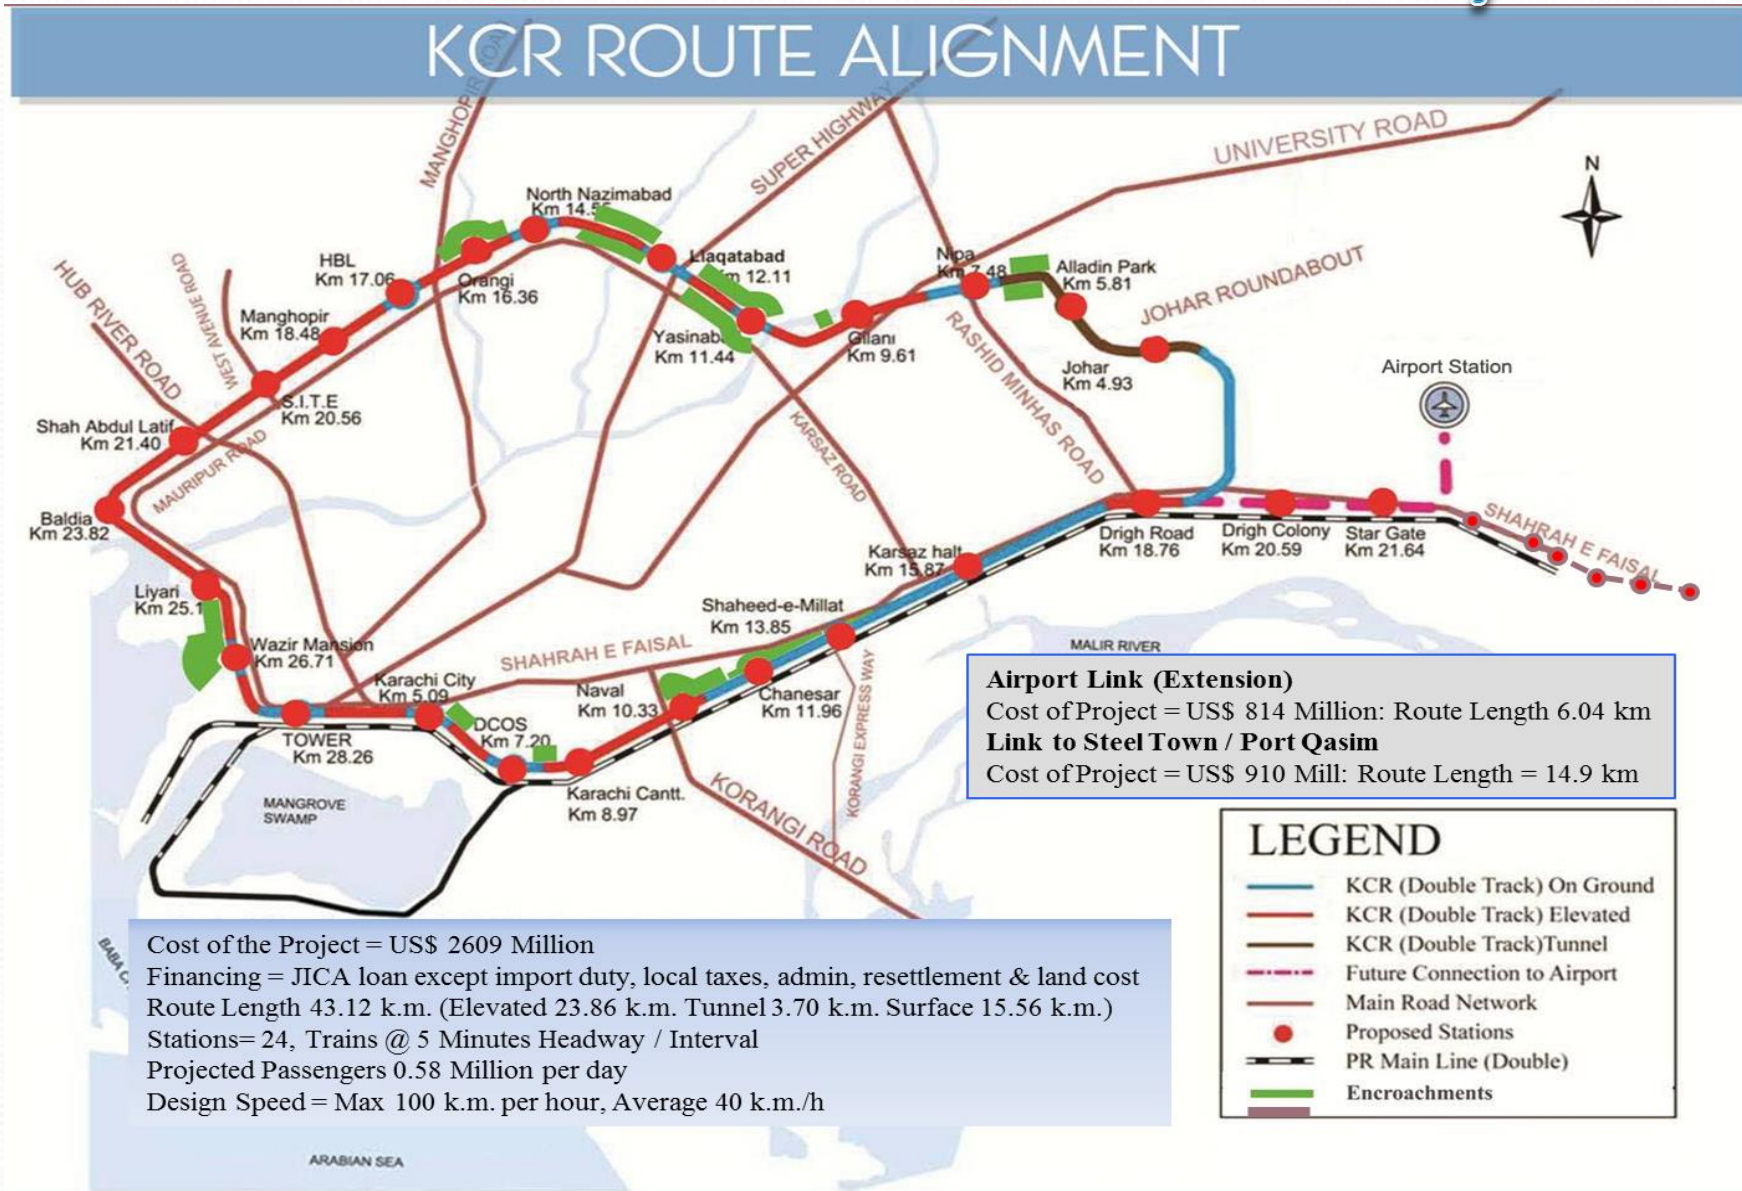 KCR ROUTE ALIGNMENT
MANGHOPIR ROAD
SUPER HIGHWAY
UNIVERSITY ROAD
N
North Nazimabad
Km 14.55
HBL
Km 17.06
Orangi
Km 16.36
Liaqatabad
Km 12.11
Nipa
Km 7.48
Alladin Park
Km 5.81
JOHAR ROUNDABOUT
HUB RIVER ROAD
WEST AVENUE ROAD
Manghopir
Km 18.48
Yasinab
Km 11.44
Gilani
Km 9.61
RASHID MINHAS ROAD
Johar
Km 4.93
Airport Station
S.I.T.E
Km 20.56
Shah Abdul Latif
Km 21.40
MAURIPUR ROAD
KARSAZ ROAD
Baldia
Km 23.82
Karsaz halt
Km 15.87
Drigh Road
Km 18.76
Drigh Colony
Km 20.59
Star Gate
Km 21.64
SHAHRAH E FAISAL
Liyari
Km 25.1
Shaheed-e-Millat
Km 13.85
Wazir Mansion
Km 26.71
SHAHRAH E FAISAL
MALIR RIVER
Karachi City
Km 5.09
Naval
Km 10.33
Chanesar
Km 11.96
KORANGI EXPRESS WAY
DCOS
Km 7.20
TOWER
Km 28.26
Karachi Cantt.
Km 8.97
KORANGI ROAD
MANGROVE
SWAMP
Airport Link (Extension)
Cost of Project = US$ 814 Million: Route Length 6.04 km
Link to Steel Town / Port Qasim
Cost of Project = US$ 910 Mill: Route Length = 14.9 km
LEGEND
KCR (Double Track) On Ground
KCR (Double Track) Elevated
KCR (Double Track)Tunnel
Future Connection to Airport
Main Road Network
Proposed Stations
PR Main Line (Double)
Encroachments
BABA
Cost of the Project = US$ 2609 Million
Financing = JICA loan except import duty, local taxes, admin, resettlement & land cost
Route Length 43.12 k.m. (Elevated 23.86 k.m. Tunnel 3.70 k.m. Surface 15.56 k.m.)
Stations= 24, Trains @ 5 Minutes Headway / Interval
Projected Passengers 0.58 Million per day
Design Speed = Max 100 k.m. per hour, Average 40 k.m./h
ARABIAN SEA